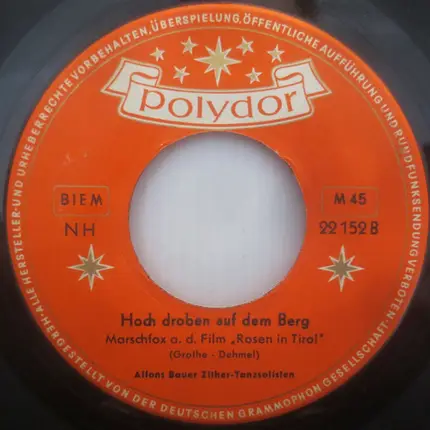 ALLE HERSTELLER- UND URHEBERRECHTE VORBEHALTEN, ÜBERSPIELUNG, ÖFFENTLICHE AUFFÜHRUNG UND RUNDFUNKSENDUNG VERBOTEN
polydor
BIEM
M 45
NH
22 152 B
Hoch droben auf dem Berg
Marschfox a. d. Film „Rosen in Tirol"
(Grothe - Dehmel)
Alfons Bauer Zither-Tanzsolisten
HERGESTELLT VON DER DEUTSCHEN GRAMMOPHON GESELLSCHAFT